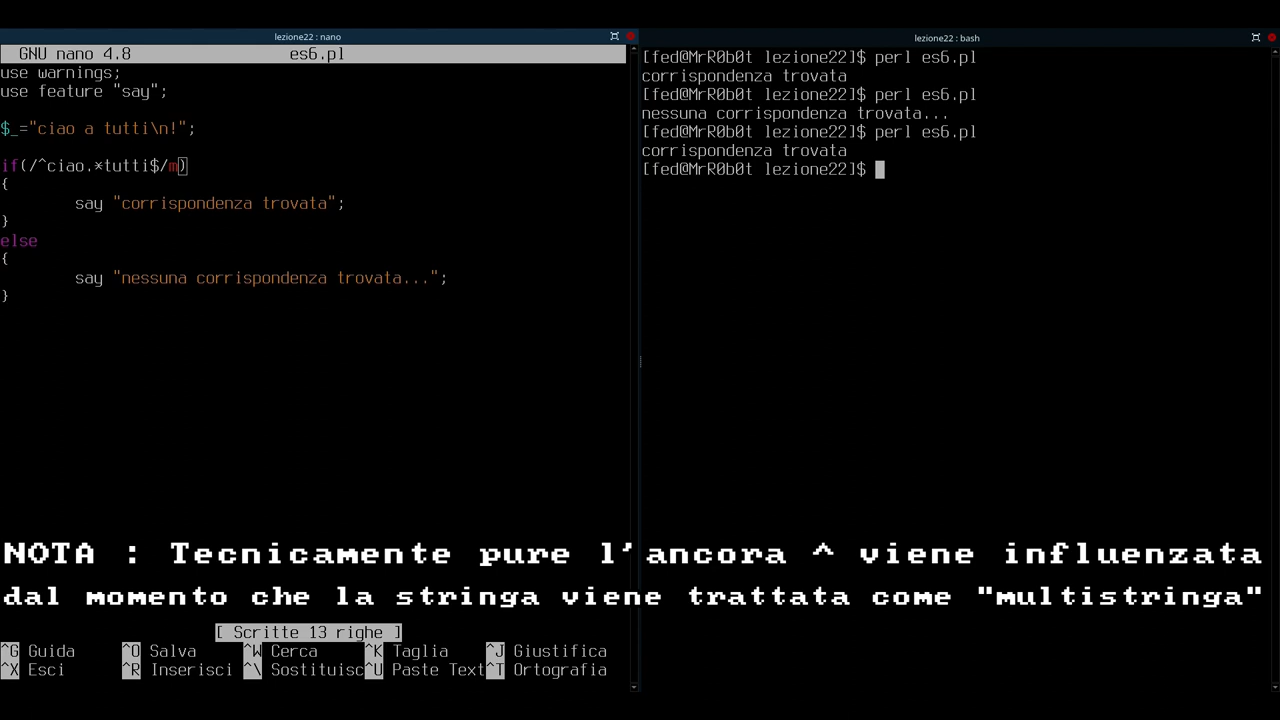 lezione22 : nano
GNU nano 4.8 es6.pl
use warnings;
use feature "say";
$_="ciao a tutti\n!";
if(/^ciao.*tutti$/m)
{
say "corrispondenza trovata";
}
else
{
say "nessuna corrispondenza trovata...";
}
[ Scritte 13 righe ]
^G Guida ^O Salva ^W Cerca ^K Taglia ^J Giustifica
^X Esci ^R Inserisci ^\ Sostituisc^U Paste Text^T Ortografia
lezione22 : bash
[fed@MrR0b0t lezione22]$ perl es6.pl
corrispondenza trovata
[fed@MrR0b0t lezione22]$ perl es6.pl
nessuna corrispondenza trovata...
[fed@MrR0b0t lezione22]$ perl es6.pl
corrispondenza trovata
[fed@MrR0b0t lezione22]$
NOTA : Tecnicamente pure l'ancora ^ viene influenzata
dal momento che la stringa viene trattata come "multistringa"